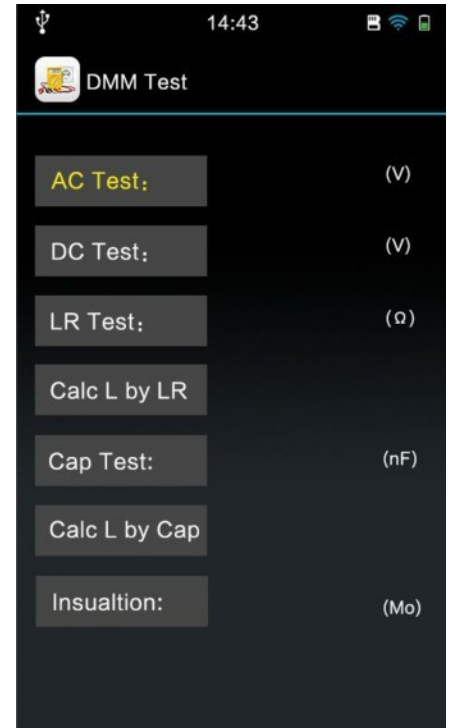 14:43
DMM Test
AC Test： (V)
DC Test： (V)
LR Test： (Ω)
Calc L by LR
Cap Test: (nF)
Calc L by Cap
Insualtion: (Mo)